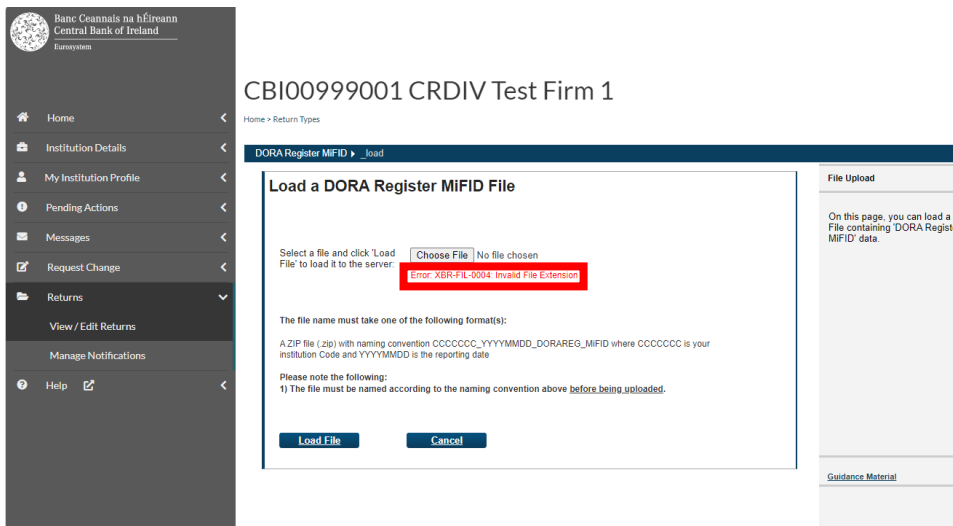 Banc Ceannais na hÉireann
Central Bank of Ireland
Eurosystem
CBI00999001 CRDIV Test Firm 1
Home > Return Types
Home
Institution Details
My Institution Profile
Pending Actions
Messages
Request Change
Returns
View / Edit Returns
Manage Notifications
Help
DORA Register MiFID _load
Load a DORA Register MiFID File
Select a file and click 'Load
File' to load it to the server:
Choose File No file chosen
Error: XBR-FIL-0004: Invalid File Extension
The file name must take one of the following format(s):
A ZIP file (.zip) with naming convention CCCCCCC_YYYYMMDD_DORAREG_MiFID where CCCCCCC is your
institution Code and YYYYMMDD is the reporting date
Please note the following:
1) The file must be named according to the naming convention above before being uploaded.
Load File
Cancel
File Upload
On this page, you can load a
File containing 'DORA Registe
MiFID' data.
Guidance Material